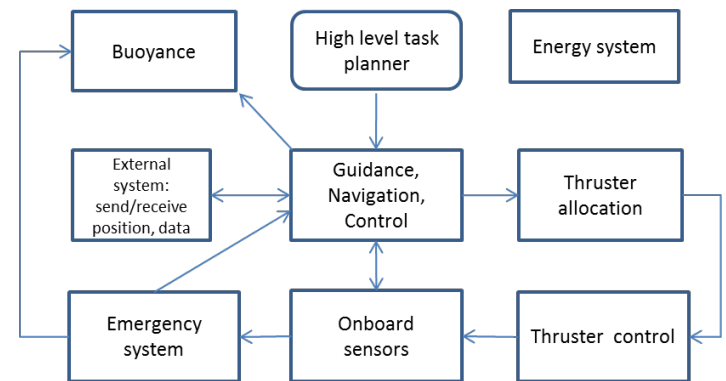 Buoyance
High level task
planner
Energy system
External
system:
send/receive
position, data
Guidance,
Navigation,
Control
Thruster
allocation
Emergency
system
Onboard
sensors
Thruster control